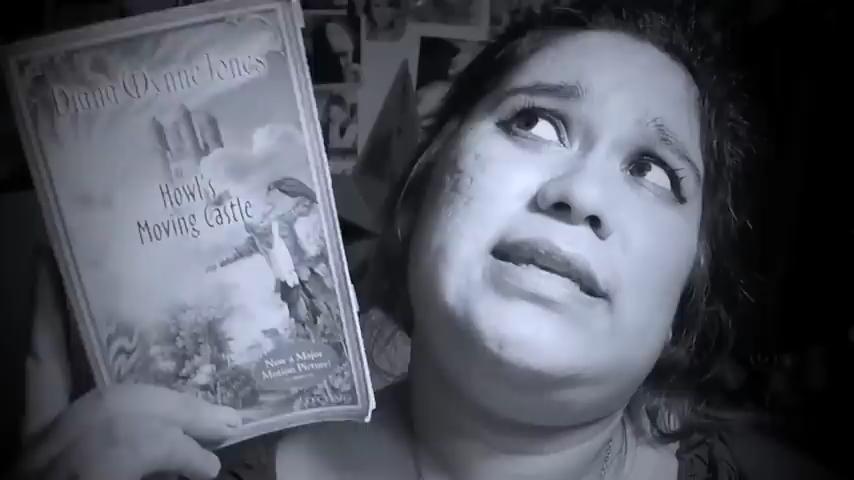 Diana Wynne Jones
Howl's
Moving Castle
Now a Major
Motion Picture!